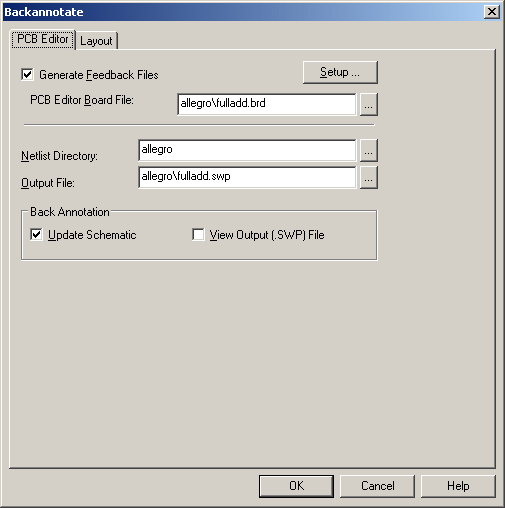 Backannotate
PCB Editor Layout
Generate Feedback Files Setup ...
PCB Editor Board File: allegro\fulladd.brd ...
Netlist Directory: allegro ...
Output File: allegro\fulladd.swp ...
Back Annotation
Update Schematic View Output (.SWP) File
OK Cancel Help